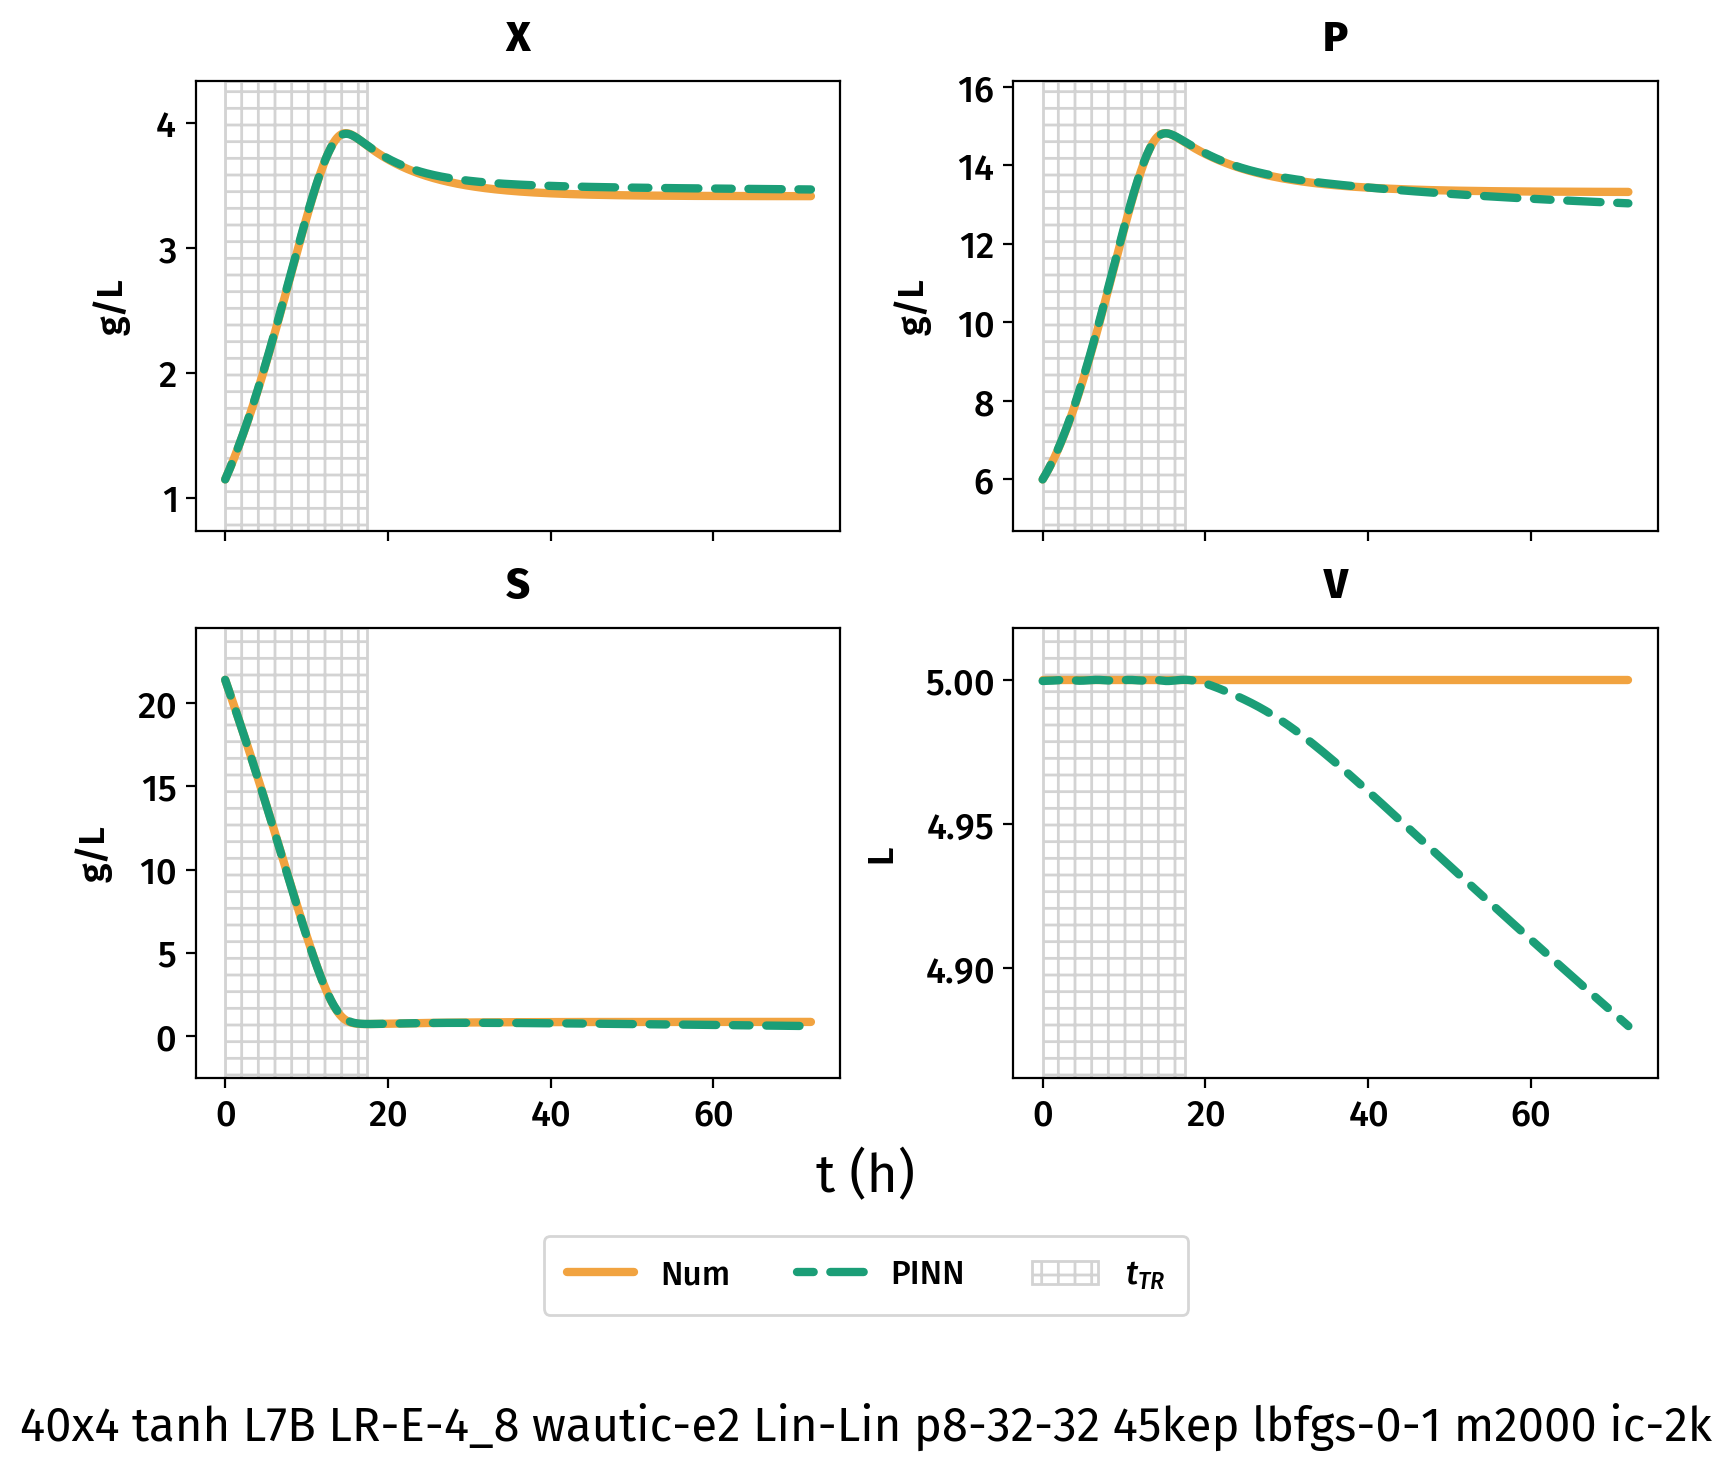 X
P
4
3
2
1
g/L
16
14
12
10
8
6
g/L
S
V
20
15
10
5
0
g/L
0 20 40 60
5.00
4.95
4.90
L
0 20 40 60
t (h)
Num PINN tTR
40x4 tanh L7B LR-E-4_8 wautic-e2 Lin-Lin p8-32-32 45kep lbfgs-0-1 m2000 ic-2k